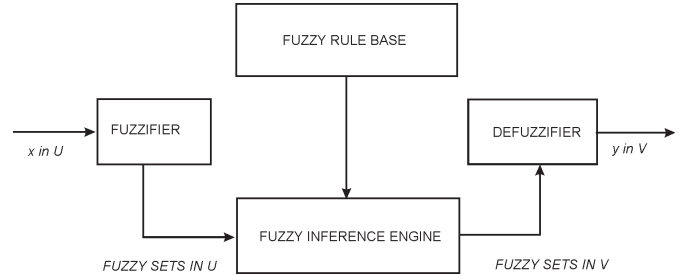 FUZZY RULE BASE
FUZZIFIER
DEFUZZIFIER
x in U
y in V
FUZZY INFERENCE ENGINE
FUZZY SETS IN U
FUZZY SETS IN V